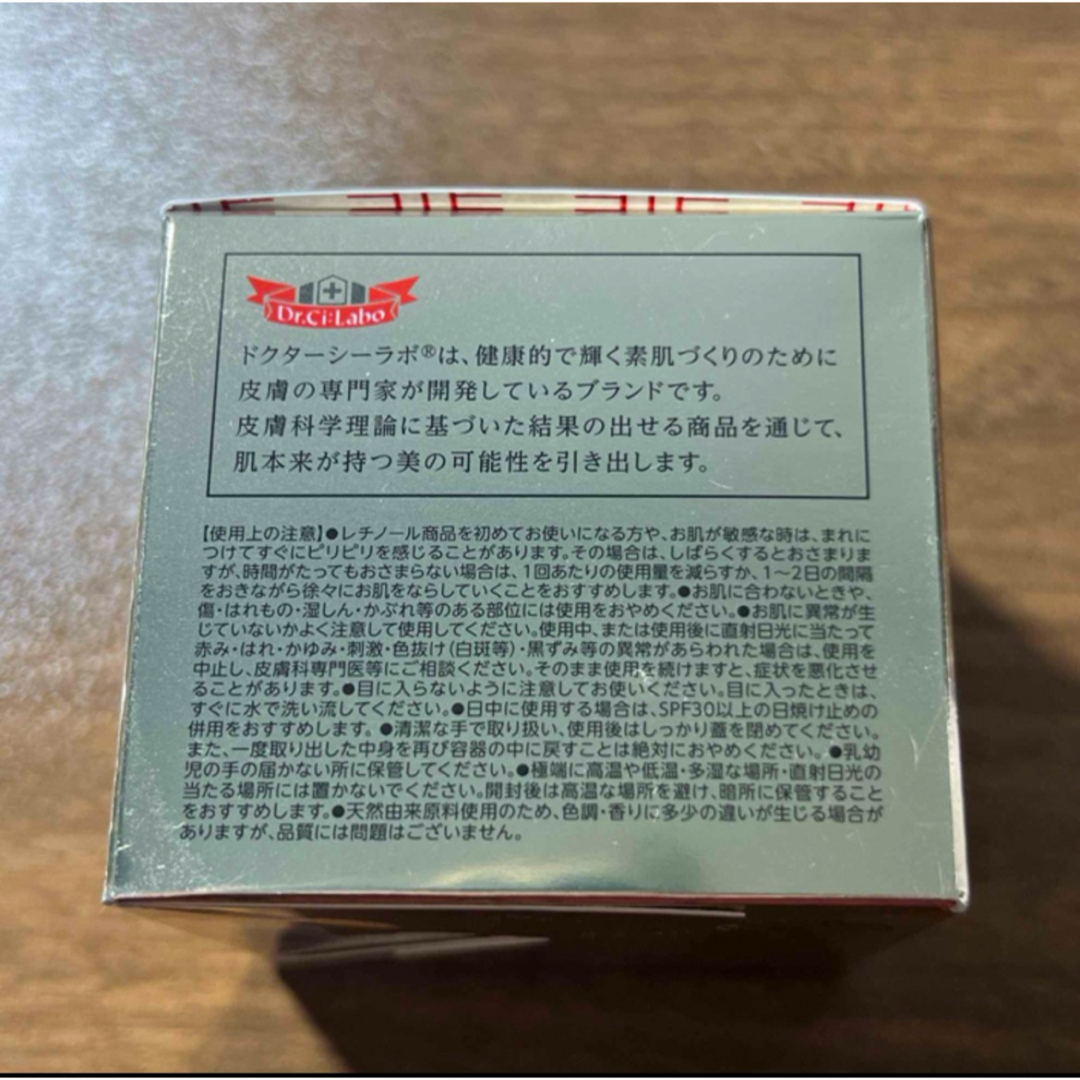 Dr.Ci:Labo
ドクターシーラボ®は、健康的で輝く素肌づくりのために
皮膚の専門家が開発しているブランドです。
皮膚科学理論に基づいた結果の出せる商品を通じて、
肌本来が持つ美の可能性を引き出します。
【使用上の注意】●レチノール商品を初めてお使いになる方や、お肌が敏感な時は、まれに
つけてすぐにピリピリを感じることがあります。その場合は、しばらくするとおさまりま
すが、時間がたってもおさまらない場合は、1回あたりの使用量を減らすか、1〜2日の間隔
をおきながら徐々にお肌をならしていくことをおすすめします。●お肌に合わないときや、
傷・はれもの・湿しん・かぶれ等のある部位には使用をおやめください。●お肌に異常が生
じていないかよく注意して使用してください。使用中、または使用後に直射日光に当たって
赤み・はれ・かゆみ・刺激・色抜け(白斑等)・黒ずみ等の異常があらわれた場合は、使用を
中止し、皮膚科専門医等にご相談ください。そのまま使用を続けますと、症状を悪化させ
ることがあります。●目に入らないように注意してお使いください。目に入ったときは、
すぐに水で洗い流してください。●日中に使用する場合は、SPF30以上の日焼け止めの
併用をおすすめします。●清潔な手で取り扱い、使用後はしっかり蓋を閉めてください。
また、一度取り出した中身を再び容器の中に戻すことは絶対におやめください。●乳幼
児の手の届かない所に保管してください。●極端に高温や低温・多湿な場所・直射日光の
当たる場所には置かないでください。開封後は高温な場所を避け、暗所に保管すること
をおすすめします。●天然由来原料使用のため、色調・香りに多少の違いが生じる場合が
ありますが、品質には問題はございません。